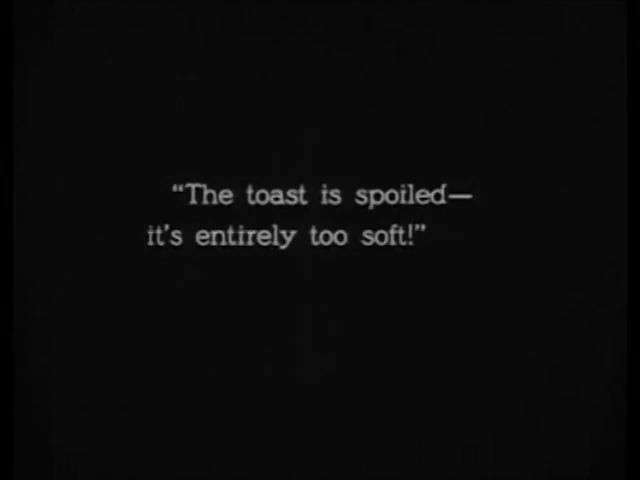 “The toast is spoiled—
it's entirely too soft!”